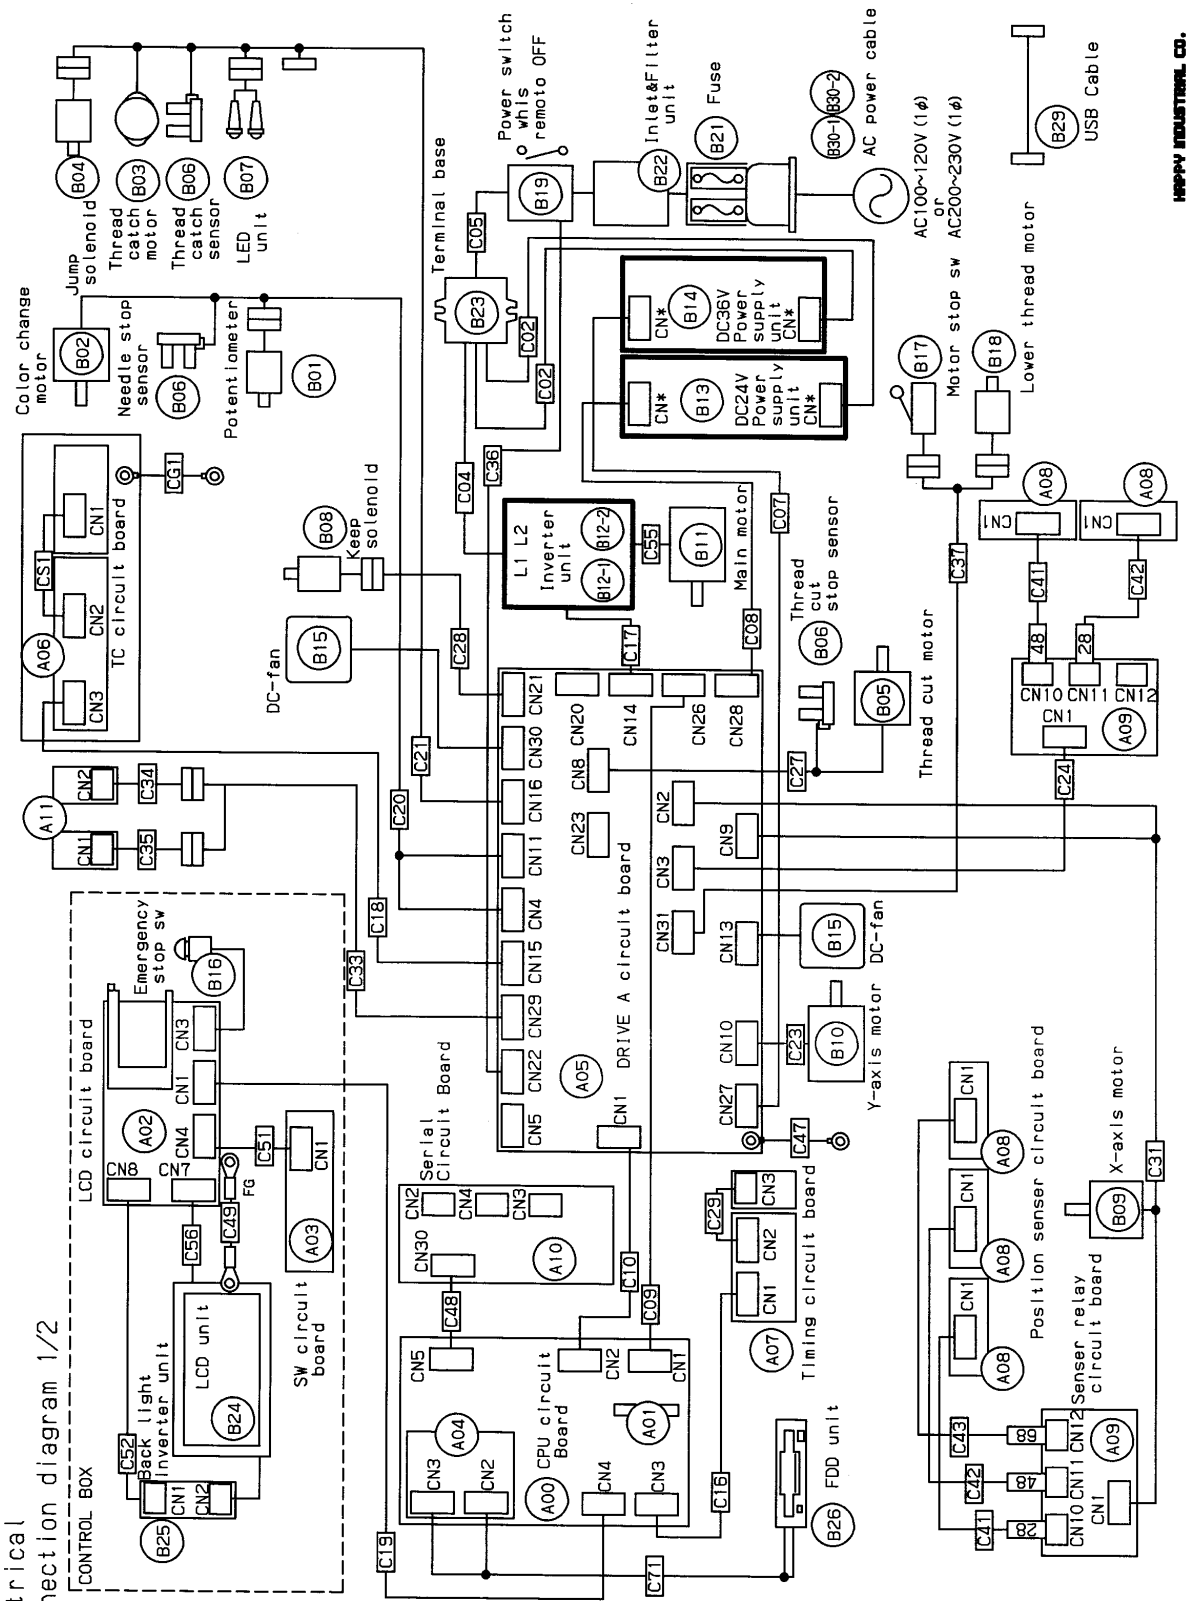 trical
nection diagram 1/2
CONTROL BOX
B25
CN1
CN2
Back light
Inverter unit
C52
LCD unit
B24
C56
C49
FG
LCD circuit board
CN8
CN7
A02
CN4
CN1
CN3
C51
CN1
A03
SW circuit
board
Emergency
stop sw
B16
A11
CN1
CN2
C35
C34
C33
C18
A06
CN3
CN2
CN1
CS1
TC circuit board
CG1
Color change
motor
B02
Needle stop
sensor
B06
Potentiometer
B01
Jump
solenoid
B04
Thread
catch
motor
B03
Thread
catch
sensor
B06
LED
unit
B07
C19
C71
A00
CPU circuit
Board
CN3
CN2
A04
CN4
CN3
CN5
CN2
CN1
A01
C48
Serial
Circuit Board
CN30
CN2
CN4
CN3
A10
C10
C09
C16
DRIVE A circuit board
A05
CN5
CN22
CN29
CN15
CN4
CN11
CN16
CN30
CN21
CN1
CN23
CN8
CN20
CN14
CN26
CN28
CN31
CN3
CN2
CN27
CN10
CN13
CN9
C20
C21
C28
DC-fan
B15
B08
Keep
solenoid
C04
C36
C17
L1 L2
Inverter
unit
B12-1
B12-2
C55
B11
Main motor
C08
C07
Terminal base
B23
C05
C02
C02
Power switch
whis
remoto OFF
B19
Inlet&Filter
unit
B22
B21
Fuse
B30-1
B30-2
AC power cable
AC100~120V(1φ)
or
AC200~230V(1φ)
CN*
B13
DC24V
Power
supply
unit
CN*
CN*
B14
DC36V
Power
supply
unit
CN*
B29
USB Cable
B17
Motor stop sw
B18
Lower thread motor
C37
Thread
cut
stop sensor
B06
C27
B05
Thread cut motor
C24
CN1
A09
CN10
CN11
CN12
48
28
C41
C42
CN1
A08
CN1
A08
B15
DC-fan
C23
B10
Y-axis motor
C47
Timing circuit board
A07
CN1
CN2
CN3
C29
B26
FDD unit
Position senser circuit board
CN1
A08
CN1
A08
CN1
A08
C41
C42
C43
28
48
68
CN10
CN11
CN12
CN1
A09
Senser relay
circuit board
B09
X-axis motor
C31
HAPPY INDUSTRIAL CO.